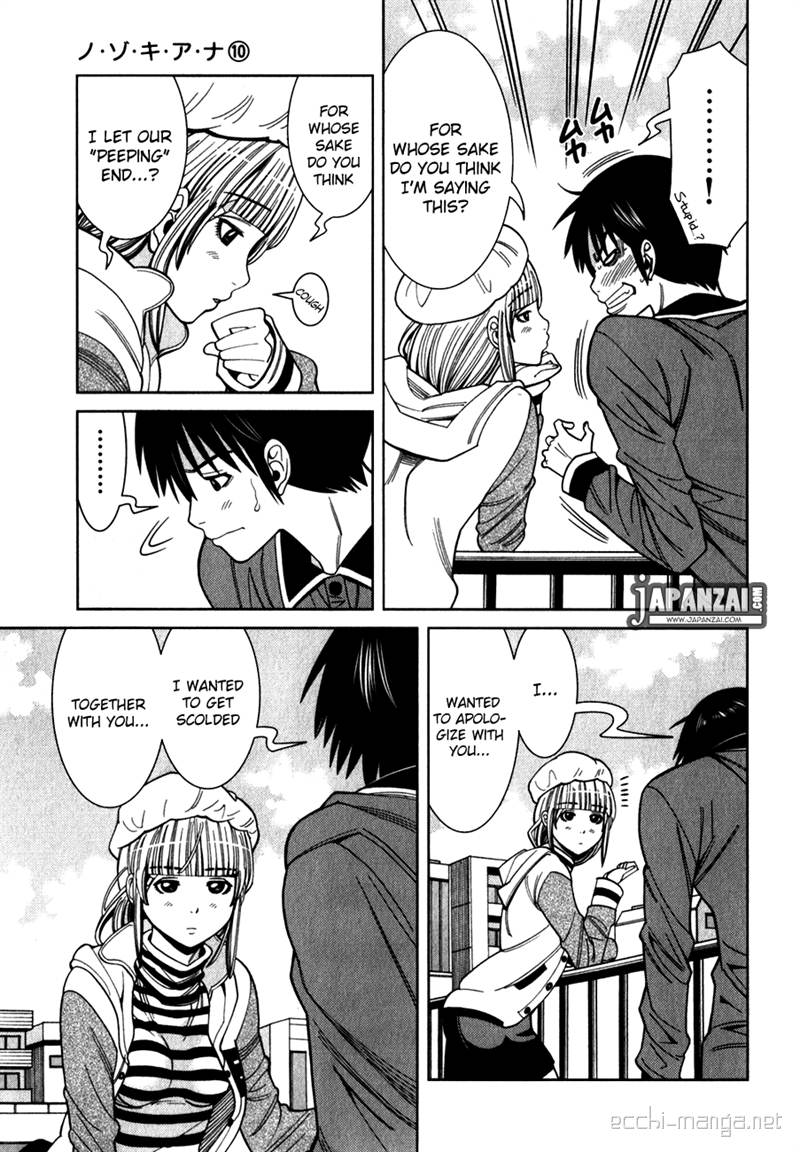 ノ・ゾ・キ・ア・ナ⑩
・・・・・・!
Stupid..?
ムカ
ムカ
FOR
WHOSE SAKE
DO YOU THINK
I'M SAYING
THIS?
FOR
WHOSE SAKE
DO YOU
THINK
I LET OUR
"PEEPING"
END...?
COUGH
・・・・・・
JAPANZAI.COM
WWW.JAPANZAI.COM
I...
WANTED
TO APOLO-
GIZE WITH
YOU...
I WANTED
TO GET
SCOLDED
TOGETHER
WITH YOU...
ecchi-manga.net